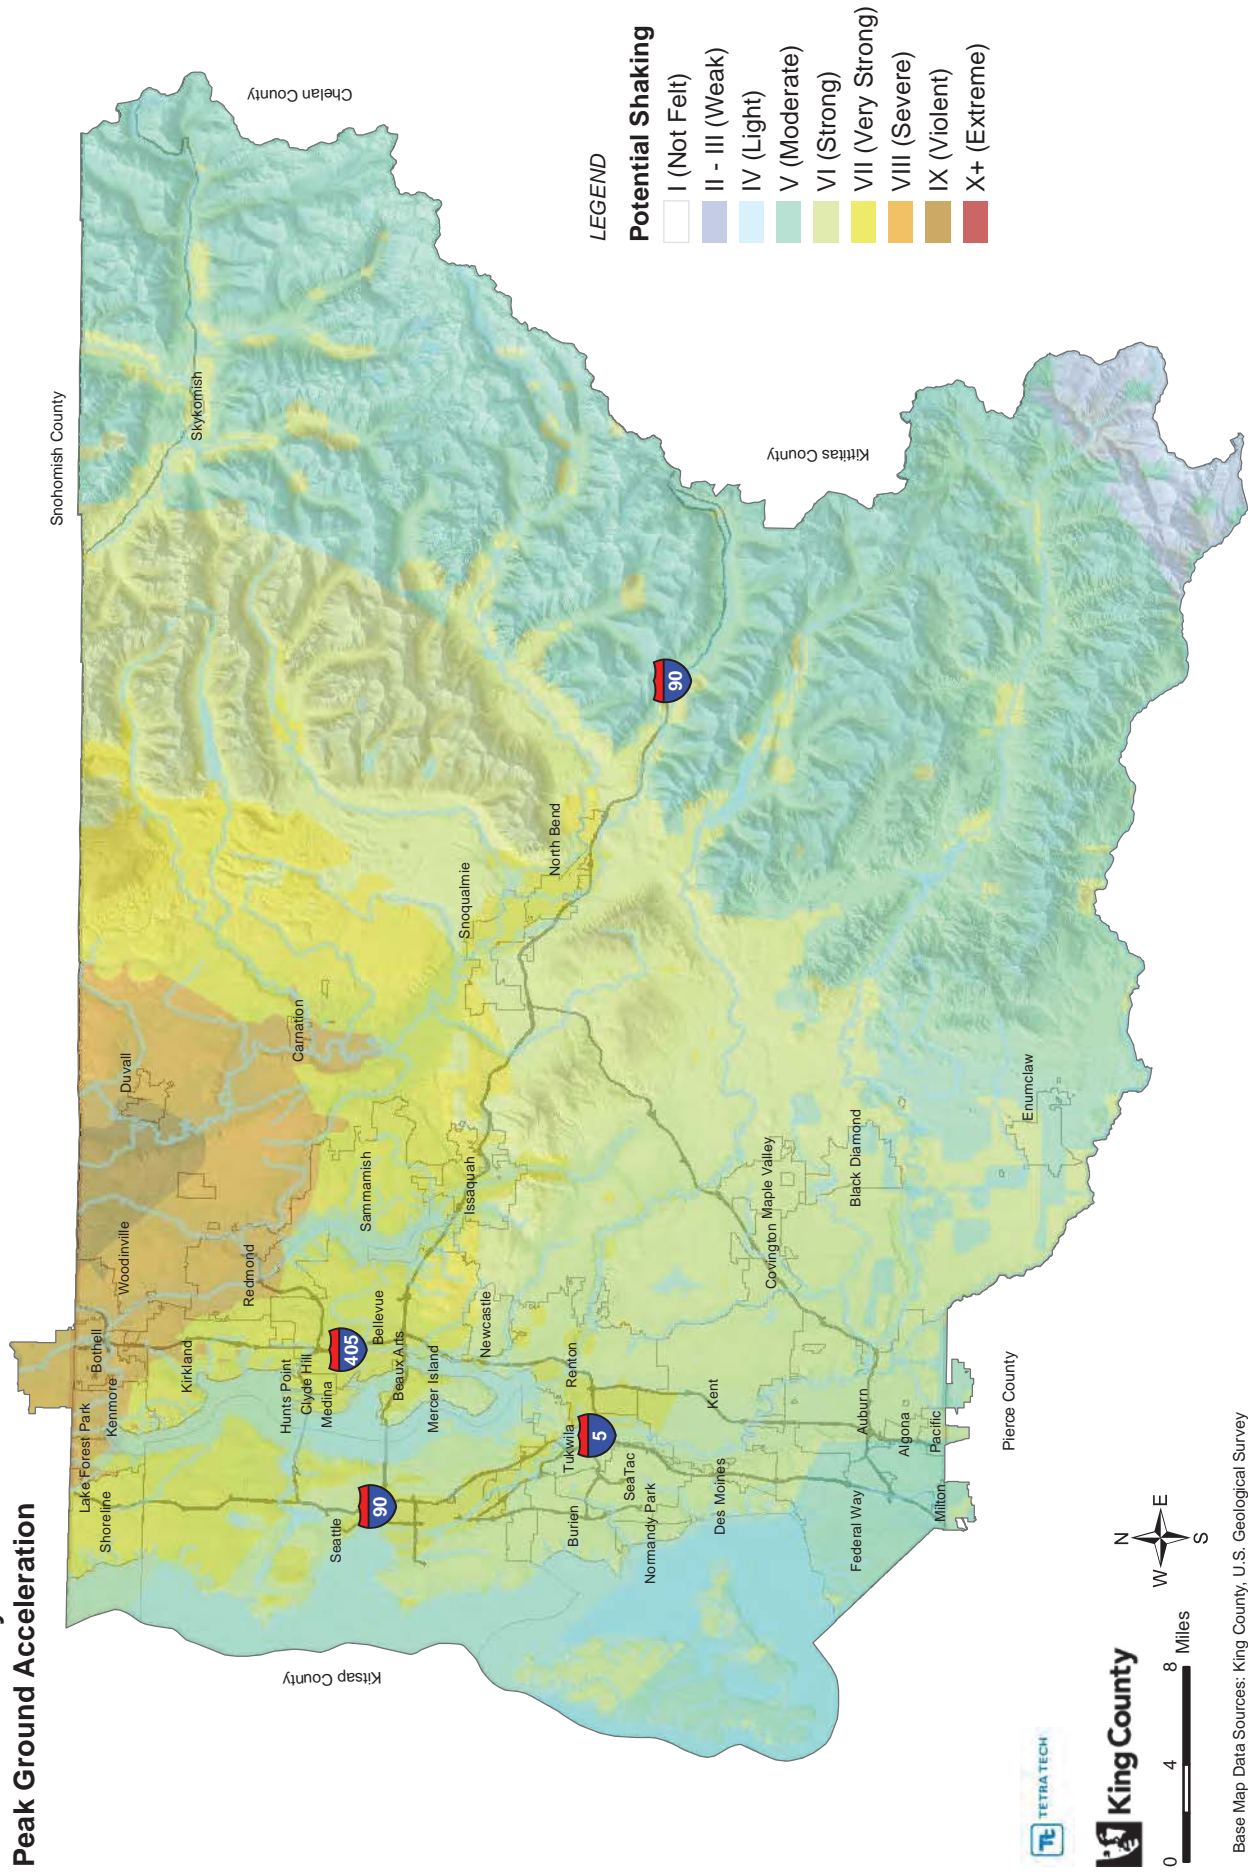 Peak Ground Acceleration
Snohomish County
Chelan County
Kittitas County
Pierce County
Kitsap County
Skykomish
Lake Forest Park
Shoreline
Kenmore
Bothell
Woodinville
Duvall
Kirkland
Redmond
Carnation
Hunts Point
Clyde Hill
Medina
405
Bellevue
Sammamish
Beaux Arts
Seattle
90
Mercer Island
Issaquah
Snoqualmie
Newcastle
North Bend
90
Tukwila
Renton
5
Burien
SeaTac
Normandy Park
Des Moines
Kent
Covington
Maple Valley
Black Diamond
Federal Way
Auburn
Algona
Pacific
Milton
Enumclaw
LEGEND
Potential Shaking
I (Not Felt)
II - III (Weak)
IV (Light)
V (Moderate)
VI (Strong)
VII (Very Strong)
VIII (Severe)
IX (Violent)
X+ (Extreme)
N
W
E
S
TETRA TECH
King County
0 4 8
Miles
Base Map Data Sources: King County, U.S. Geological Survey